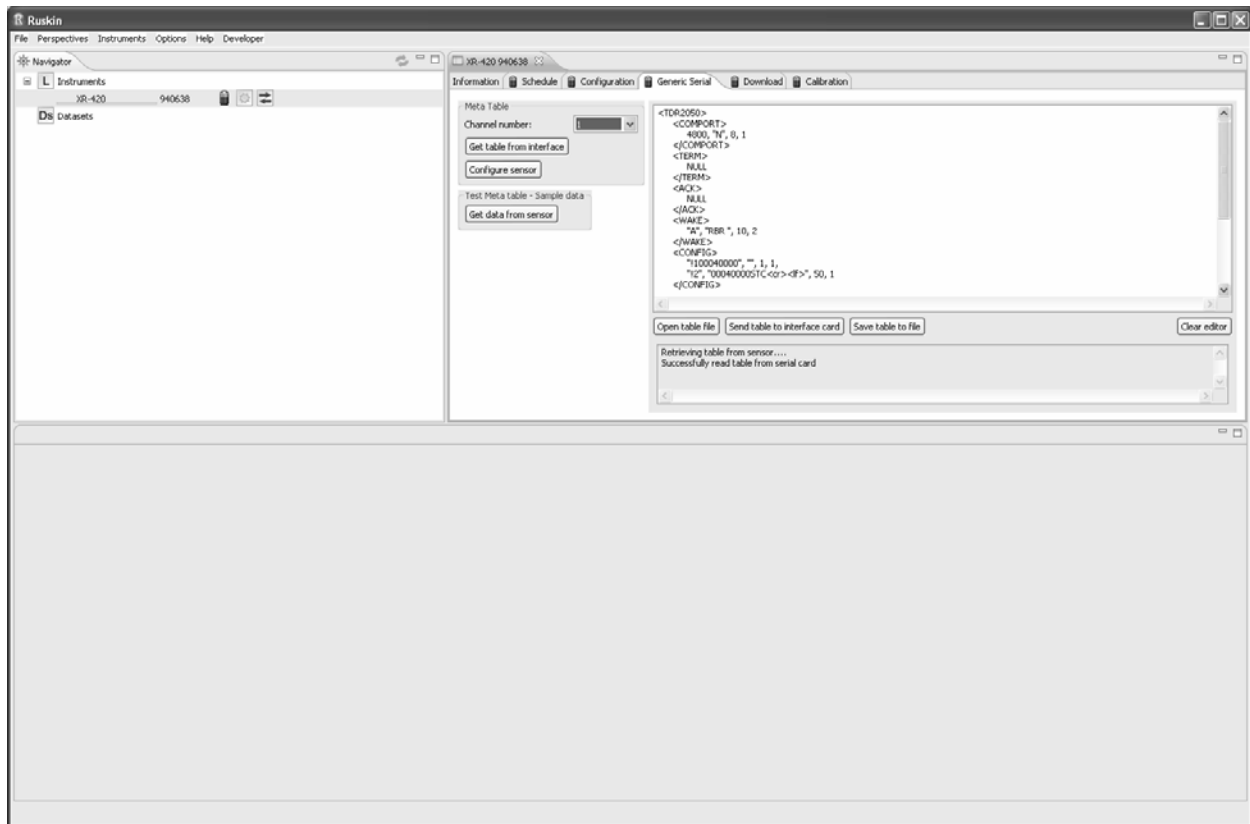 Ruskin
File Perspectives Instruments Options Help Developer
Navigator
L Instruments
XR-420 940638
Ds Datasets
XR-420 940638
Information Schedule Configuration Generic Serial Download Calibration
Meta Table
Channel number: 1
Get table from interface
Configure sensor
Test Meta table - Sample data
Get data from sensor
<TDR2050>
<COMPORT>
4800, "N", 8, 1
</COMPORT>
<TERM>
NULL
</TERM>
<ACK>
NULL
</ACK>
<WAKE>
"A", "RBR ", 10, 2
</WAKE>
<CONFIG>
"!100040000", "", 1, 1,
"!2", "00040000STC<cr><lf>", 50, 1
</CONFIG>
Open table file Send table to interface card Save table to file Clear editor
Retrieving table from sensor....
Successfully read table from serial card